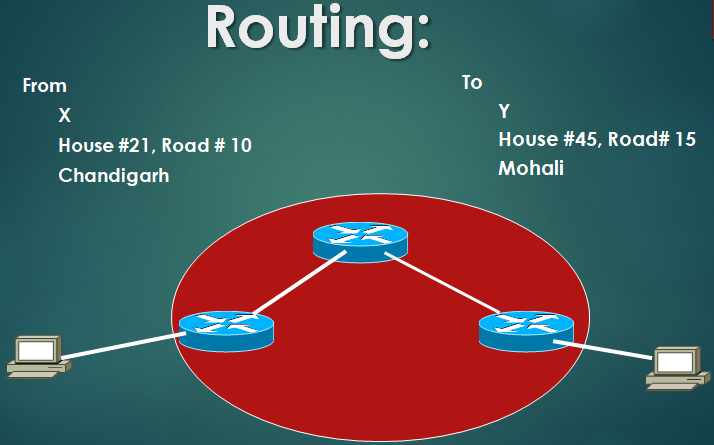 Routing:
From
X
House #21, Road # 10
Chandigarh
To
Y
House #45, Road# 15
Mohali